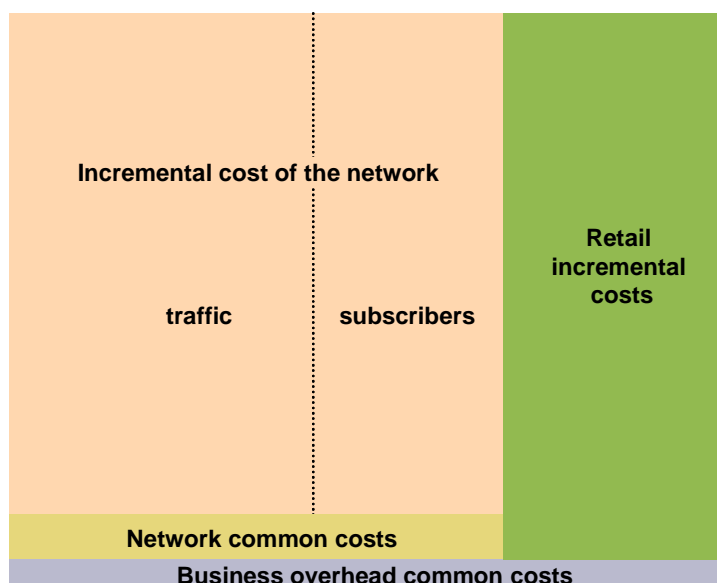 Incremental cost of the network
Retail
incremental
costs
traffic
subscribers
Network common costs
Business overhead common costs